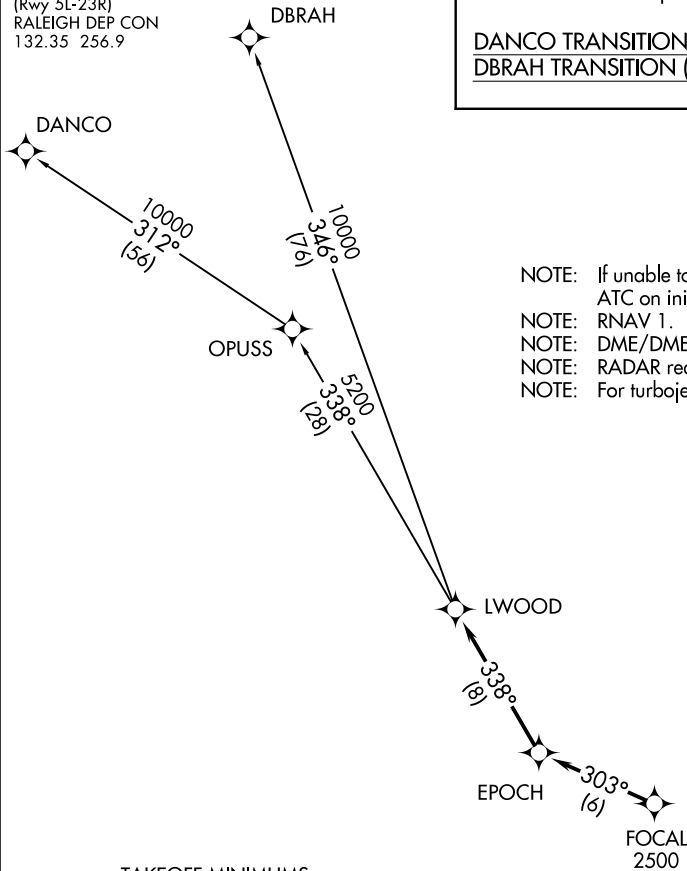 (Rwy 5L-23R)
RALEIGH DEP CON
132.35 256.9
DBRAH
DANCO TRANSITION
DBRAH TRANSITION (
DANCO
10000
312°
(56)
10000
346°
(76)
NOTE: If unable to
ATC on ini
NOTE: RNAV 1.
NOTE: DME/DME
NOTE: RADAR rec
NOTE: For turboje
OPUSS
5200
338°
(28)
LWOOD
338°
(8)
EPOCH
303°
(6)
FOCAL
2500
TAKEOFF MINIMUMS